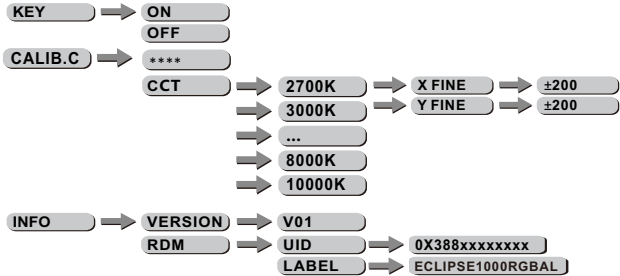 KEY ON
OFF
CALIB.C ****
CCT 2700K X FINE ±200
3000K Y FINE ±200
...
8000K
10000K
INFO VERSION V01
RDM UID 0X388xxxxxxxx
LABEL ECLIPSE1000RGBAL